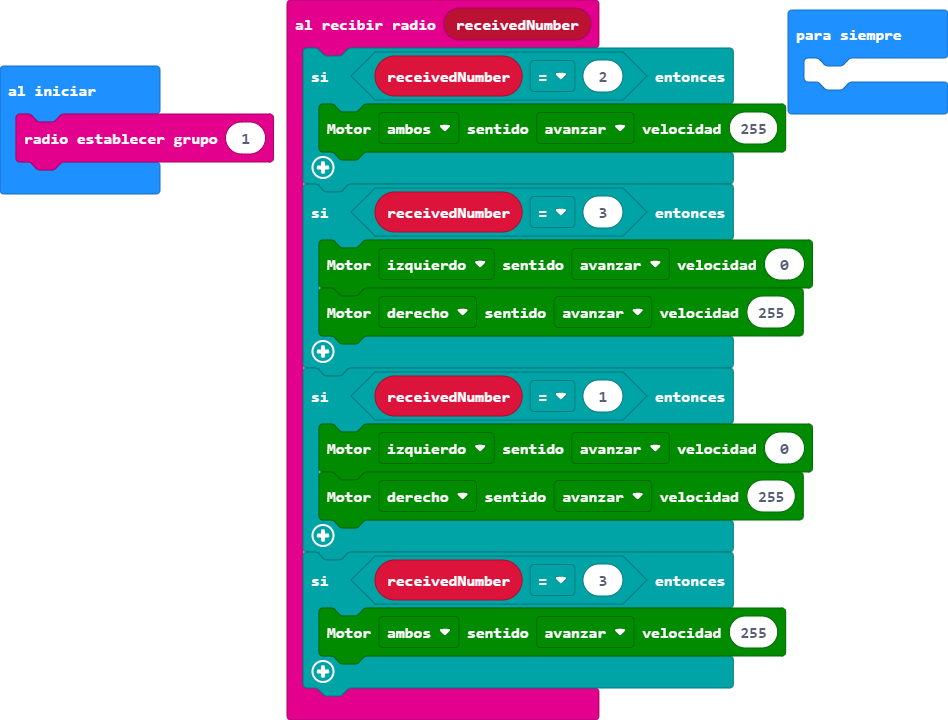 al iniciar
radio establecer grupo 1
al recibir radio receivedNumber
si receivedNumber = 2 entonces
Motor ambos sentido avanzar velocidad 255
si receivedNumber = 3 entonces
Motor izquierdo sentido avanzar velocidad 0
Motor derecho sentido avanzar velocidad 255
si receivedNumber = 1 entonces
Motor izquierdo sentido avanzar velocidad 0
Motor derecho sentido avanzar velocidad 255
si receivedNumber = 3 entonces
Motor ambos sentido avanzar velocidad 255
para siempre